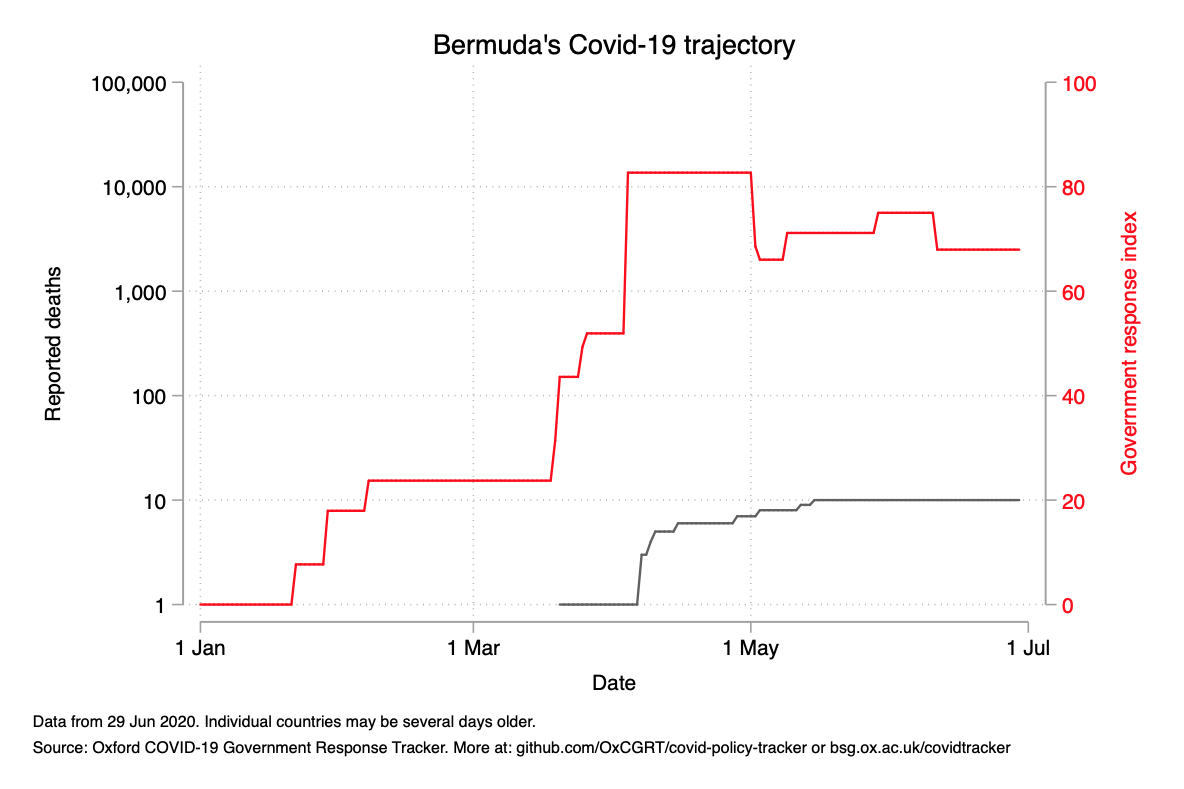 Bermuda's Covid-19 trajectory
100,000
10,000
1,000
100
10
1
Reported deaths
100
80
60
40
20
0
Government response index
1 Jan 1 Mar 1 May 1 Jul
Date
Data from 29 Jun 2020. Individual countries may be several days older.
Source: Oxford COVID-19 Government Response Tracker. More at: github.com/OxCGRT/covid-policy-tracker or bsg.ox.ac.uk/covidtracker